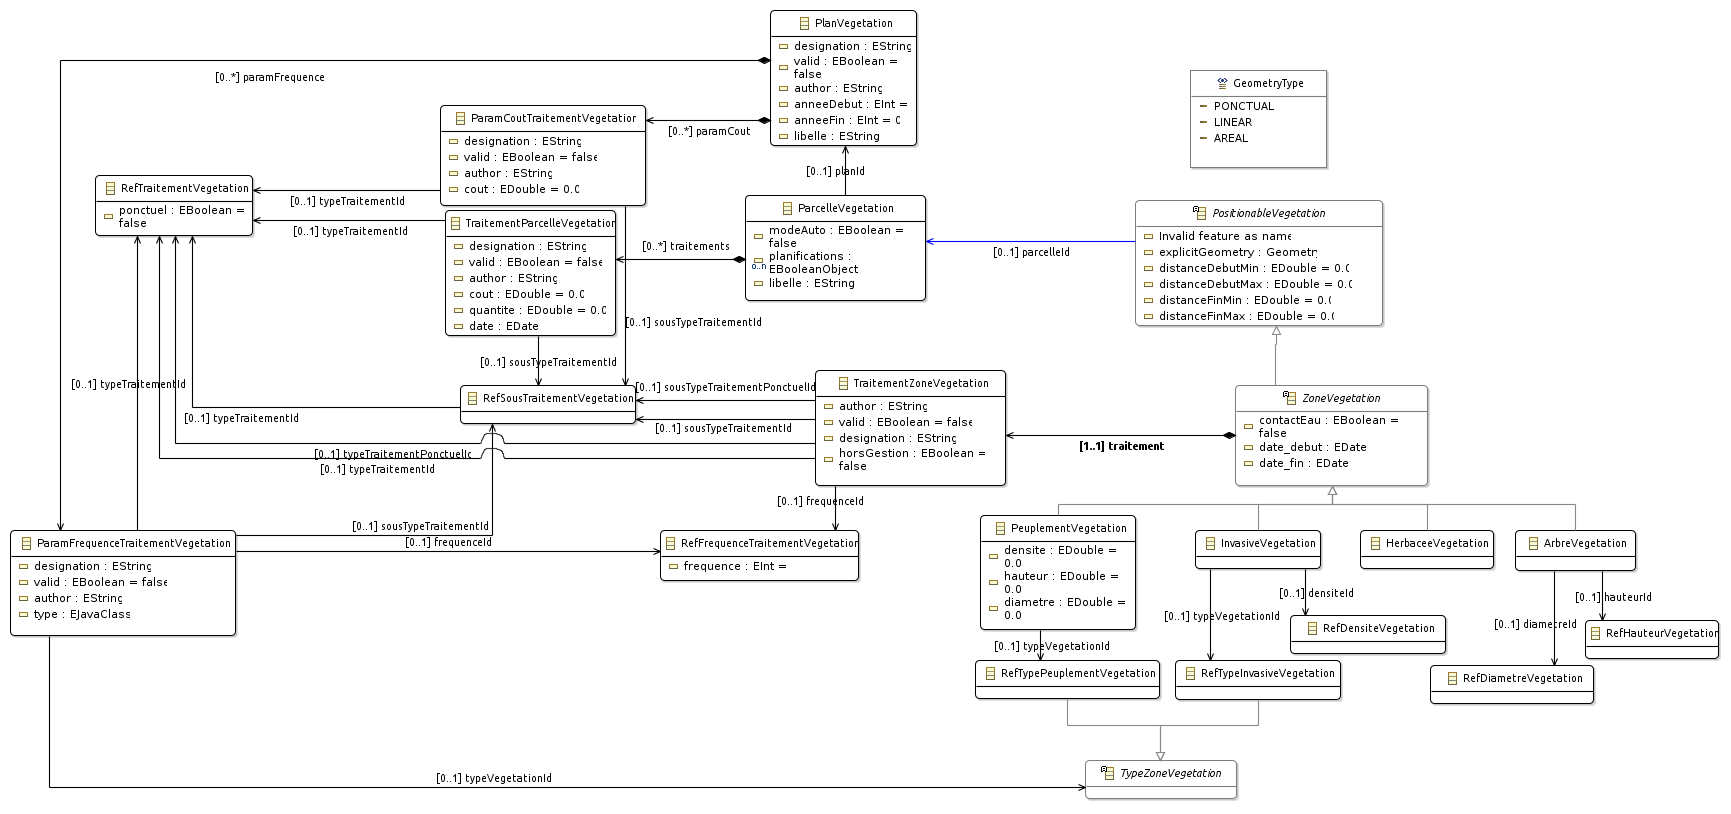 PlanVegetation
designation : EString
valid : EBoolean =
false
author : EString
anneeDebut : EInt =
anneeFin : EInt = 0
libelle : EString
[0..*] paramFrequence
[0..*] paramCout
[0..1] planId
GeometryType
PONCTUAL
LINEAR
AREAL
ParamCoutTraitementVegetation
designation : EString
valid : EBoolean = false
author : EString
cout : EDouble = 0.0
RefTraitementVegetation
ponctuel : EBoolean =
false
[0..1] typeTraitementId
[0..1] typeTraitementId
TraitementParcelleVegetation
designation : EString
valid : EBoolean = false
author : EString
cout : EDouble = 0.0
quantite : EDouble = 0.0
date : EDate
[0..*] traitements
ParcelleVegetation
modeAuto : EBoolean =
false
planifications :
0..n
EBooleanObject
libelle : EString
[0..1] parcelleId
PositionableVegetation
Invalid feature as name
explicitGeometry : Geometry
distanceDebutMin : EDouble = 0.0
distanceDebutMax : EDouble = 0.0
distanceFinMin : EDouble = 0.0
distanceFinMax : EDouble = 0.0
[0..1] sousTypeTraitementId
[0..1] sousTypeTraitementId
[0..1] typeTraitementId
RefSousTraitementVegetation
[0..1] sousTypeTraitementPonctuelId
[0..1] sousTypeTraitementId
[0..1] typeTraitementId
[0..1] typeTraitementPonctuelId
[0..1] typeTraitementId
TraitementZoneVegetation
author : EString
valid : EBoolean = false
designation : EString
horsGestion : EBoolean =
false
[1..1] traitement
ZoneVegetation
contactEau : EBoolean =
false
date_debut : EDate
date_fin : EDate
[0..1] frequenceId
[0..1] sousTypeTraitementId
[0..1] frequenceId
ParamFrequenceTraitementVegetation
designation : EString
valid : EBoolean = false
author : EString
type : EJavaClass
RefFrequenceTraitementVegetation
frequence : EInt =
PeuplementVegetation
densite : EDouble =
0.0
hauteur : EDouble =
0.0
diametre : EDouble =
0.0
InvasiveVegetation
HerbaceeVegetation
ArbreVegetation
[0..1] densiteId
[0..1] hauteurId
[0..1] typeVegetationId
[0..1] diametreId
RefDensiteVegetation
RefHauteurVegetation
[0..1] typeVegetationId
RefTypePeuplementVegetation
RefTypeInvasiveVegetation
RefDiametreVegetation
[0..1] typeVegetationId
TypeZoneVegetation